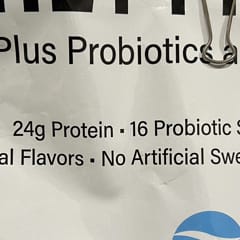 Plus Probiotics a
24g Protein • 16 Probiotic S
al Flavors • No Artificial Swe